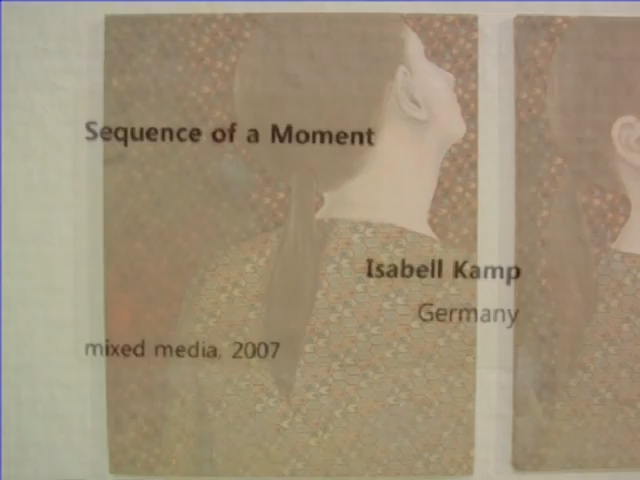 Sequence of a Moment
Isabell Kamp
Germany
mixed media, 2007